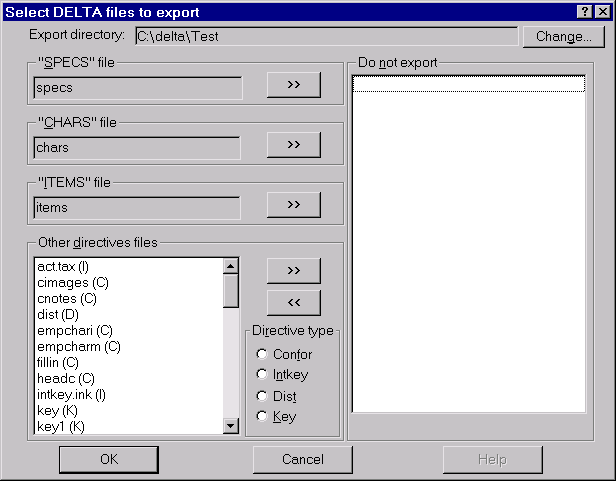 Select DELTA files to export
Export directory: C:\delta\Test Change...
"SPECS" file
specs >>
"CHARS" file
chars >>
"ITEMS" file
items >>
Other directives files
act.tax (I)
cimages (C)
cnotes (C)
dist (D)
empchari (C)
empcharm (C)
fillin (C)
headc (C)
intkey.ink (I)
key (K)
key1 (K)
>>
<<
Directive type
Confor
Intkey
Dist
Key
Do not export
OK Cancel Help